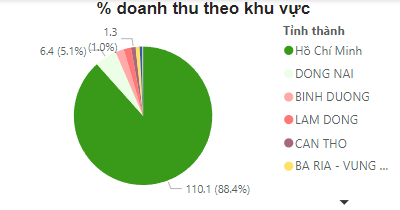 % doanh thu theo khu vực
1.3
(1.0%)
6.4 (5.1%)
110.1 (88.4%)
Tỉnh thành
Hồ Chí Minh
DONG NAI
BINH DUONG
LAM DONG
CAN THO
BA RIA - VUNG ...